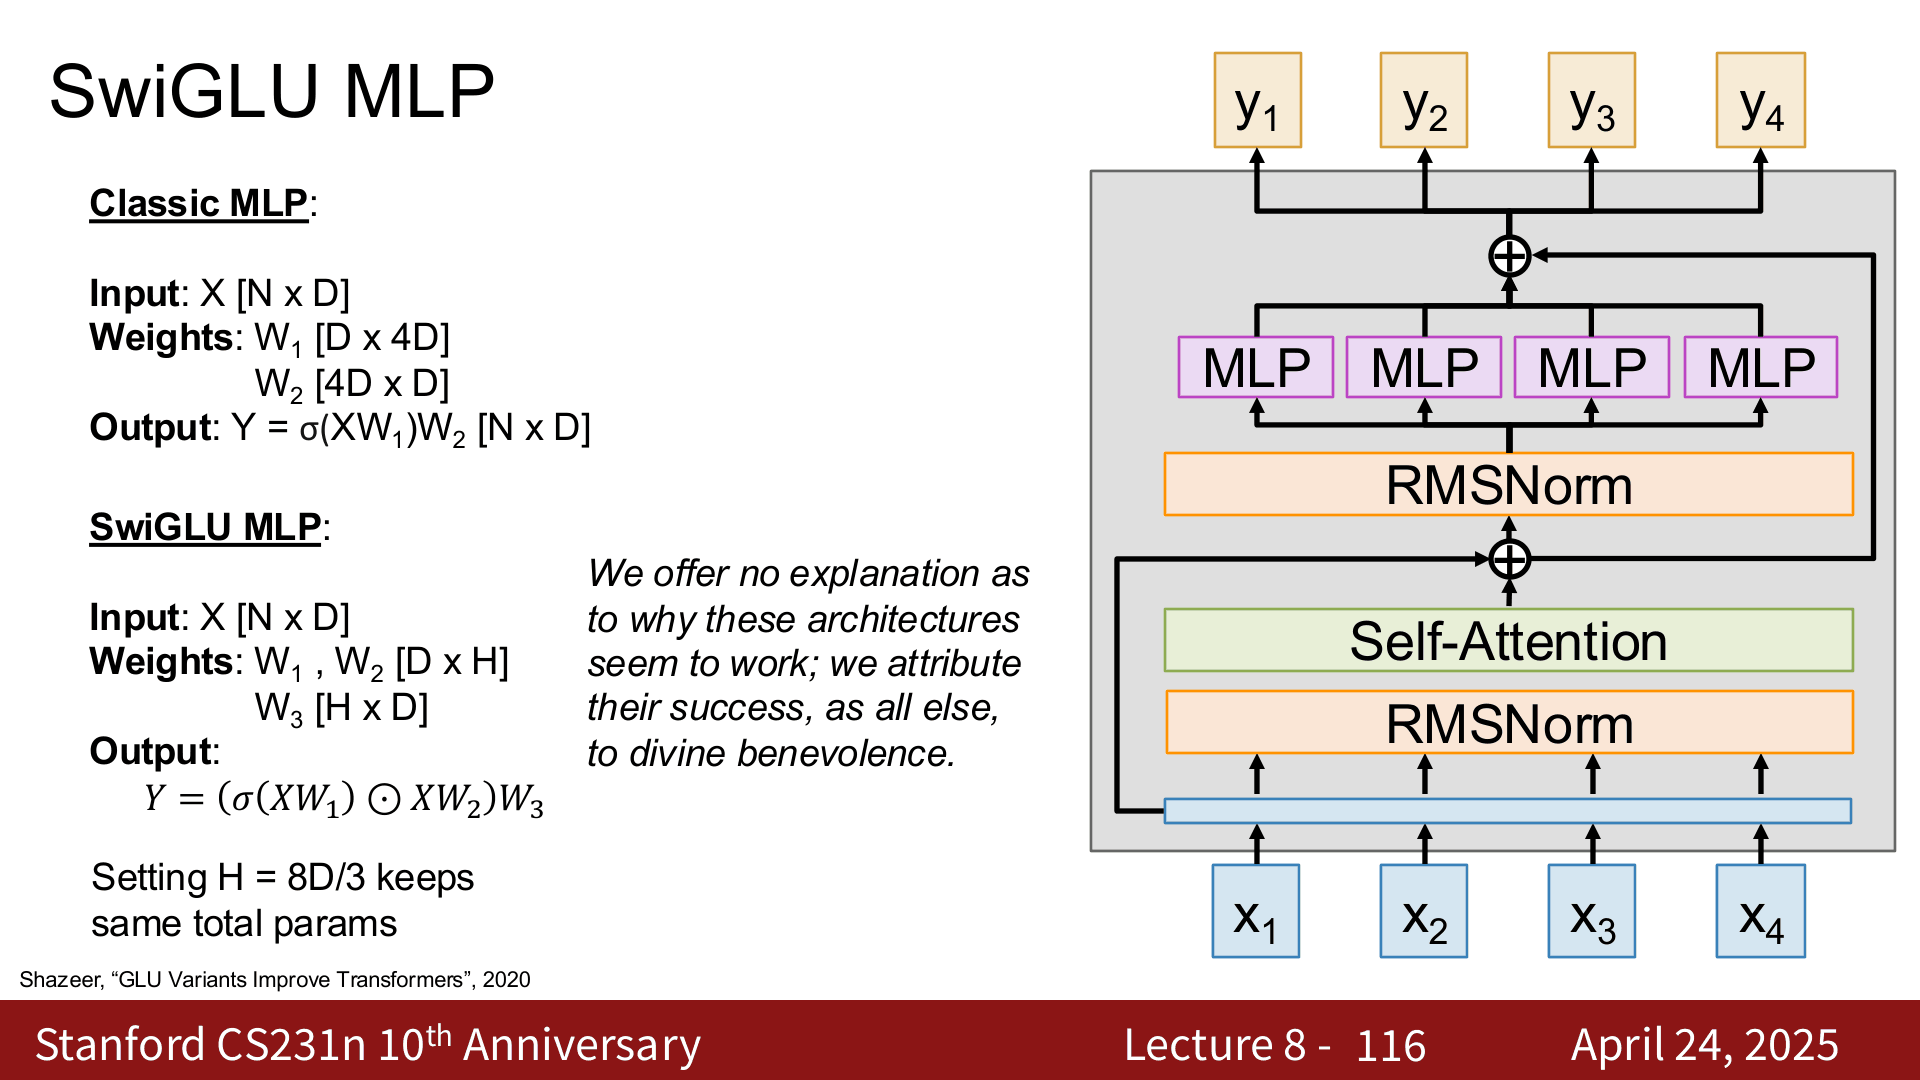 SwiGLU MLP
Classic MLP:
Input: X [N x D]
Weights: W₁ [D x 4D]
W₂ [4D x D]
Output: Y = σ(XW₁)W₂ [N x D]
SwiGLU MLP:
Input: X [N x D]
Weights: W₁ , W₂ [D x H]
W₃ [H x D]
Output:
Y = (σ(XW₁) ⊙ XW₂)W₃
Setting H = 8D/3 keeps
same total params
We offer no explanation as
to why these architectures
seem to work; we attribute
their success, as all else,
to divine benevolence.
y₁ y₂ y₃ y₄
MLP MLP MLP MLP
RMSNorm
Self-Attention
RMSNorm
x₁ x₂ x₃ x₄
Shazeer, “GLU Variants Improve Transformers”, 2020
Stanford CS231n 10th Anniversary Lecture 8 - 116 April 24, 2025